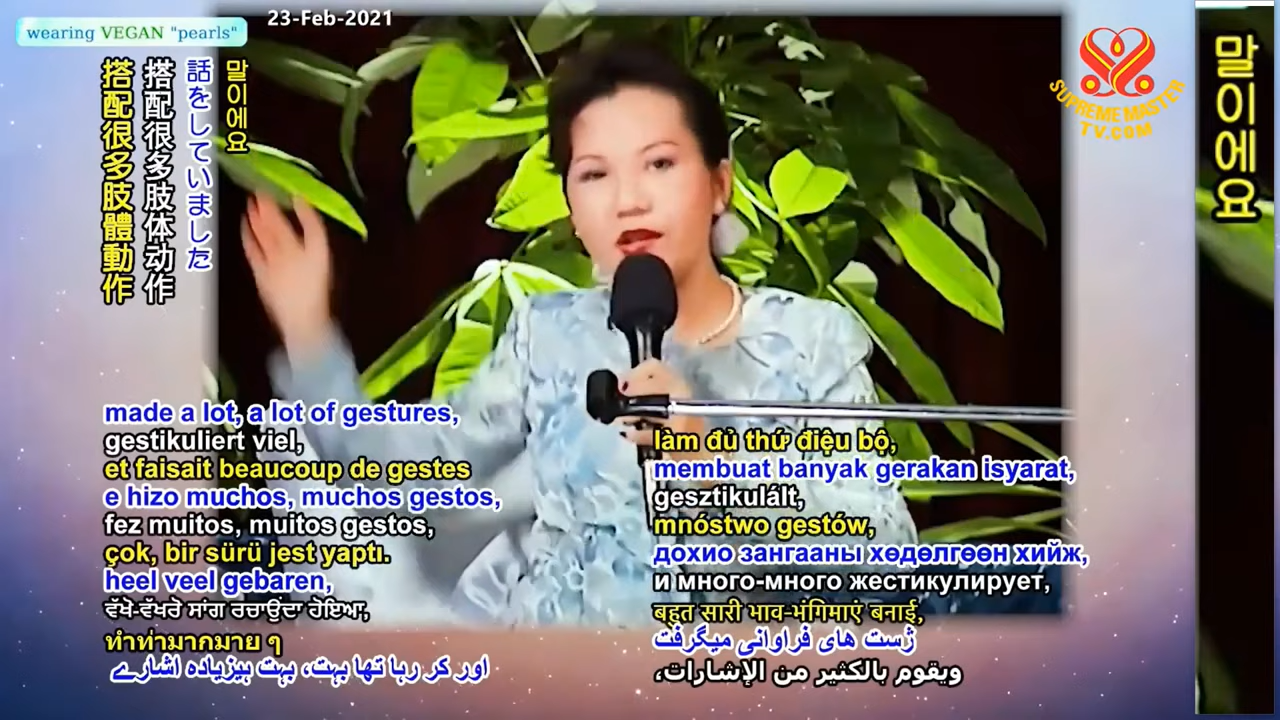 wearing VEGAN "pearls"
23-Feb-2021
SUPREME MASTER
TV.COM
말이에요
話をしていました
搭配很多肢体动作
搭配很多肢體動作
made a lot, a lot of gestures,
gestikuliert viel,
et faisait beaucoup de gestes
e hizo muchos, muchos gestos,
fez muitos, muitos gestos,
çok, bir sürü jest yaptı.
heel veel gebaren,
ਵੱਖੋ-ਵੱਖਰੇ ਸਾਂਗ ਰਚਾਉਂਦਾ ਹੋਇਆ,
ทำท่ามากมาย ๆ
اور کر رہا تھا بہت، بہت ہیزیادہ اشارے
làm đủ thứ điệu bộ,
membuat banyak gerakan isyarat,
gesztikulált,
mnóstwo gestów,
дохио зангааны хөдөлгөөн хийж,
и много-много жестикулирует,
बहुत सारी भाव-भंगिमाएं बनाई,
ژست های فراوانی میگرفت
ويقوم بالكثير من الإشارات،
말이에요